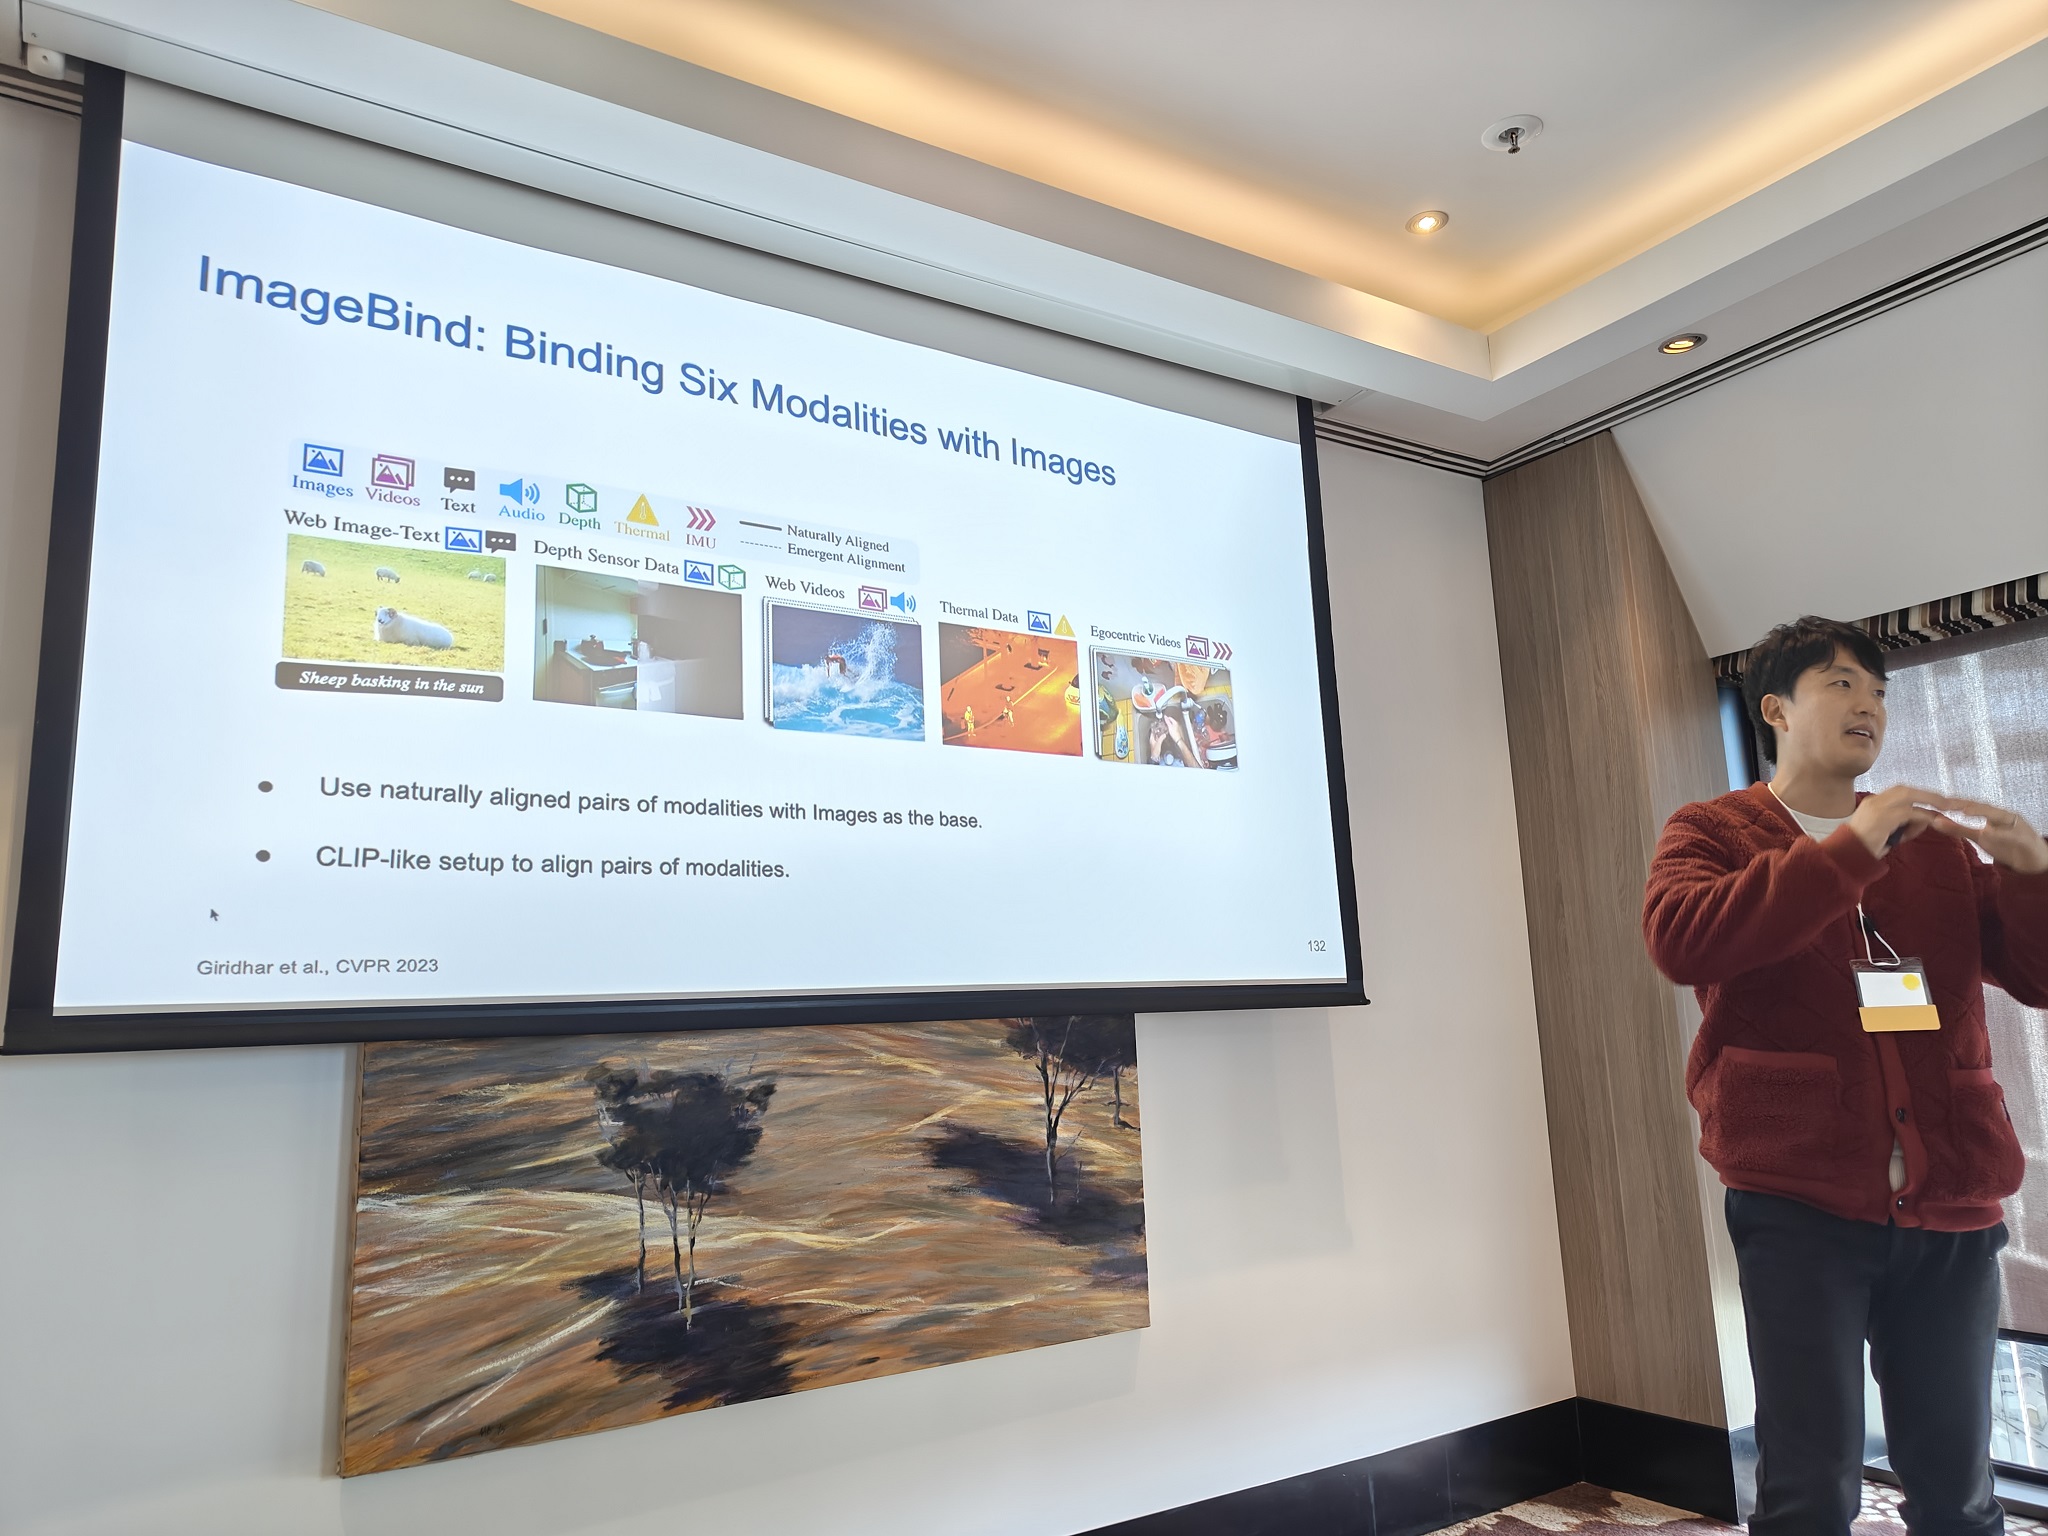 ImageBind: Binding Six Modalities with Images
Images Videos Text Audio Depth Thermal IMU
Naturally Aligned
Emergent Alignment
Web Image-Text
Depth Sensor Data
Web Videos
Thermal Data
Egocentric Videos
Sheep basking in the sun
● Use naturally aligned pairs of modalities with Images as the base.
● CLIP-like setup to align pairs of modalities.
Giridhar et al., CVPR 2023
132